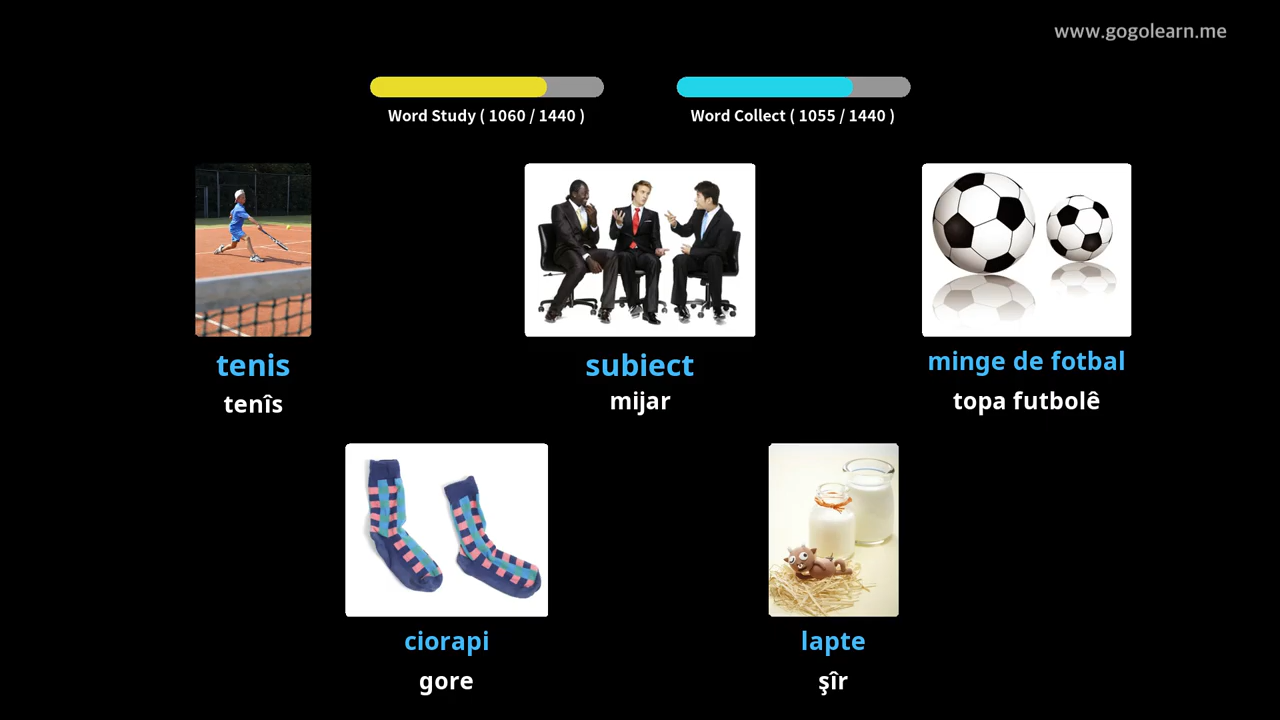 www.gogolearn.me
Word Study ( 1060 / 1440 )
Word Collect ( 1055 / 1440 )
tenis
tenîs
subiect
mijar
minge de fotbal
topa futbolê
ciorapi
gore
lapte
şîr